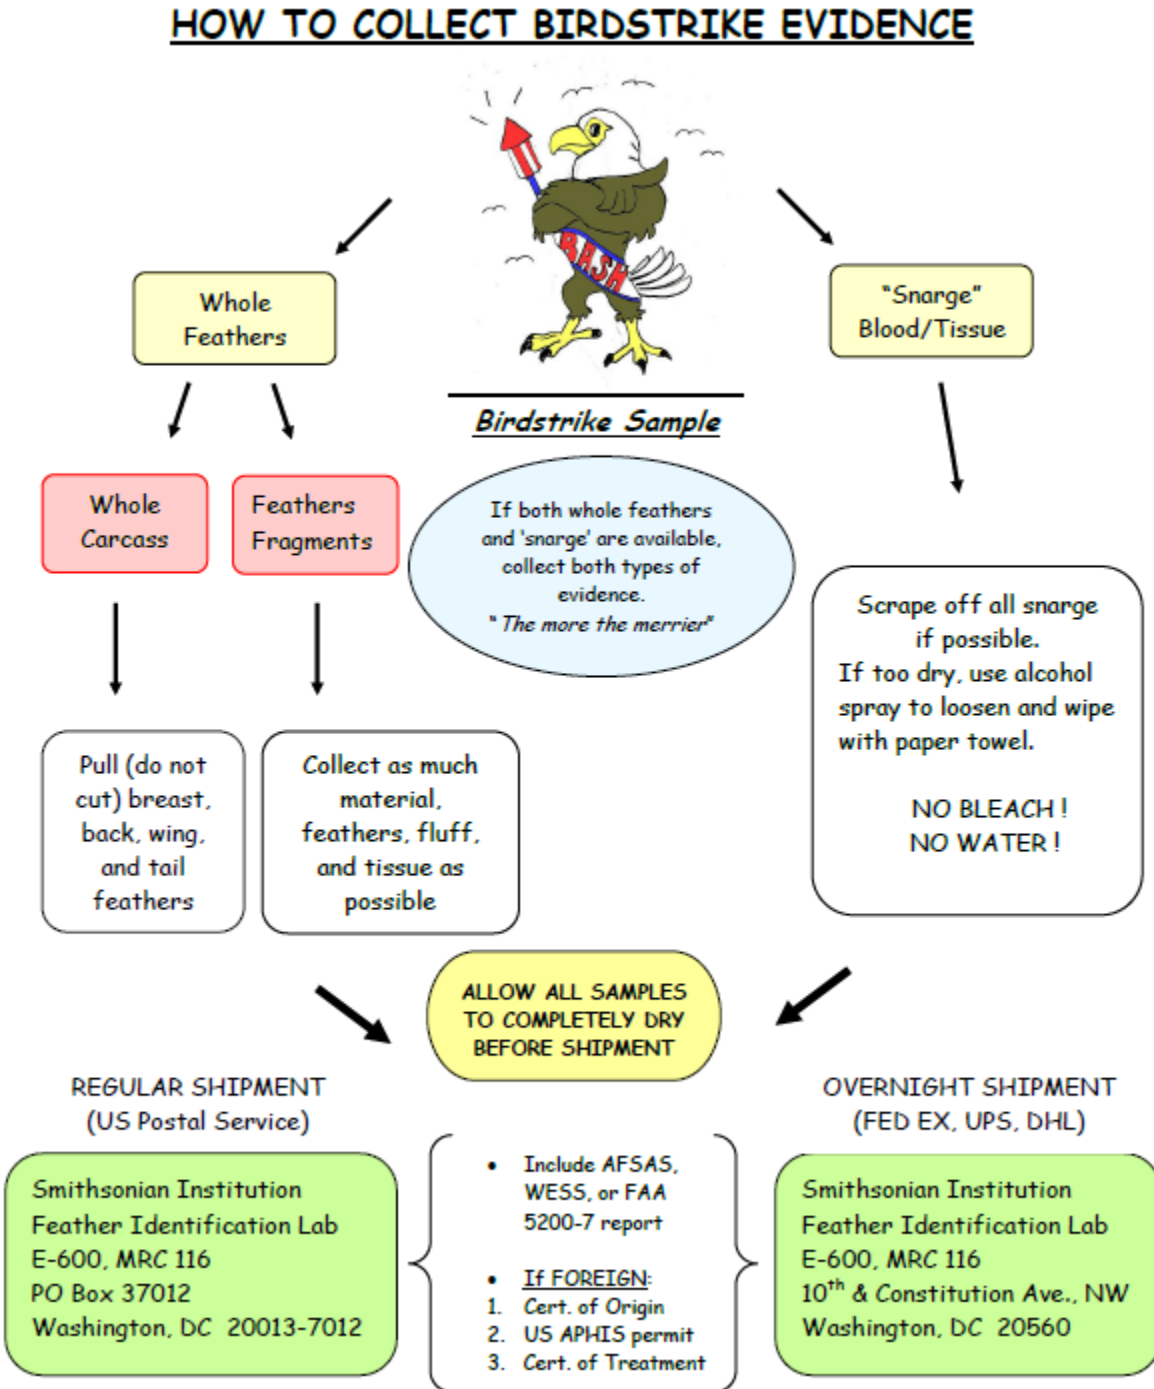 HOW TO COLLECT BIRDSTRIKE EVIDENCE
BASH
Whole
Feathers
"Snarge"
Blood/Tissue
Birdstrike Sample
Whole
Carcass
Feathers
Fragments
If both whole feathers
and 'snarge' are available,
collect both types of
evidence.
"The more the merrier"
Scrape off all snarge
if possible.
If too dry, use alcohol
spray to loosen and wipe
with paper towel.
NO BLEACH !
NO WATER !
Pull (do not
cut) breast,
back, wing,
and tail
feathers
Collect as much
material,
feathers, fluff,
and tissue as
possible
ALLOW ALL SAMPLES
TO COMPLETELY DRY
BEFORE SHIPMENT
REGULAR SHIPMENT
(US Postal Service)
Smithsonian Institution
Feather Identification Lab
E-600, MRC 116
PO Box 37012
Washington, DC 20013-7012
• Include AFSAS,
WESS, or FAA
5200-7 report
• If FOREIGN:
1. Cert. of Origin
2. US APHIS permit
3. Cert. of Treatment
OVERNIGHT SHIPMENT
(FED EX, UPS, DHL)
Smithsonian Institution
Feather Identification Lab
E-600, MRC 116
10th & Constitution Ave., NW
Washington, DC 20560